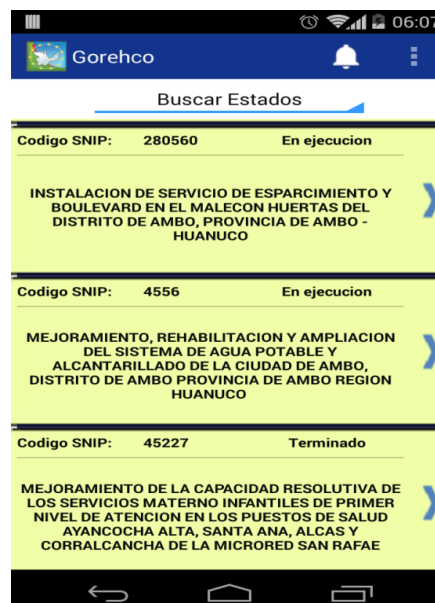 06:07
Gorehco
Buscar Estados
Codigo SNIP: 280560 En ejecucion
INSTALACION DE SERVICIO DE ESPARCIMIENTO Y
BOULEVARD EN EL MALECON HUERTAS DEL
DISTRITO DE AMBO, PROVINCIA DE AMBO -
HUANUCO
Codigo SNIP: 4556 En ejecucion
MEJORAMIENTO, REHABILITACION Y AMPLIACION
DEL SISTEMA DE AGUA POTABLE Y
ALCANTARILLADO DE LA CIUDAD DE AMBO,
DISTRITO DE AMBO PROVINCIA DE AMBO REGION
HUANUCO
Codigo SNIP: 45227 Terminado
MEJORAMIENTO DE LA CAPACIDAD RESOLUTIVA DE
LOS SERVICIOS MATERNO INFANTILES DE PRIMER
NIVEL DE ATENCION EN LOS PUESTOS DE SALUD
AYANCOCHA ALTA, SANTA ANA, ALCAS Y
CORRALCANCHA DE LA MICRORED SAN RAFAE